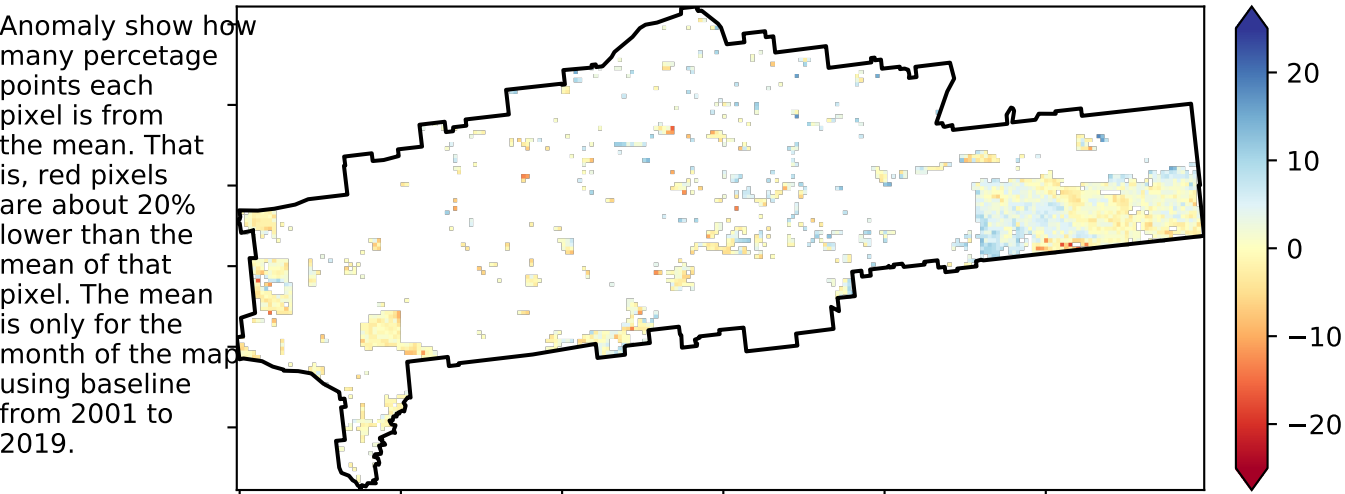 Anomaly show how
many percetage
points each
pixel is from
the mean. That
is, red pixels
are about 20%
lower than the
mean of that
pixel. The mean
is only for the
month of the map
using baseline
from 2001 to
2019.
20
10
0
−10
−20